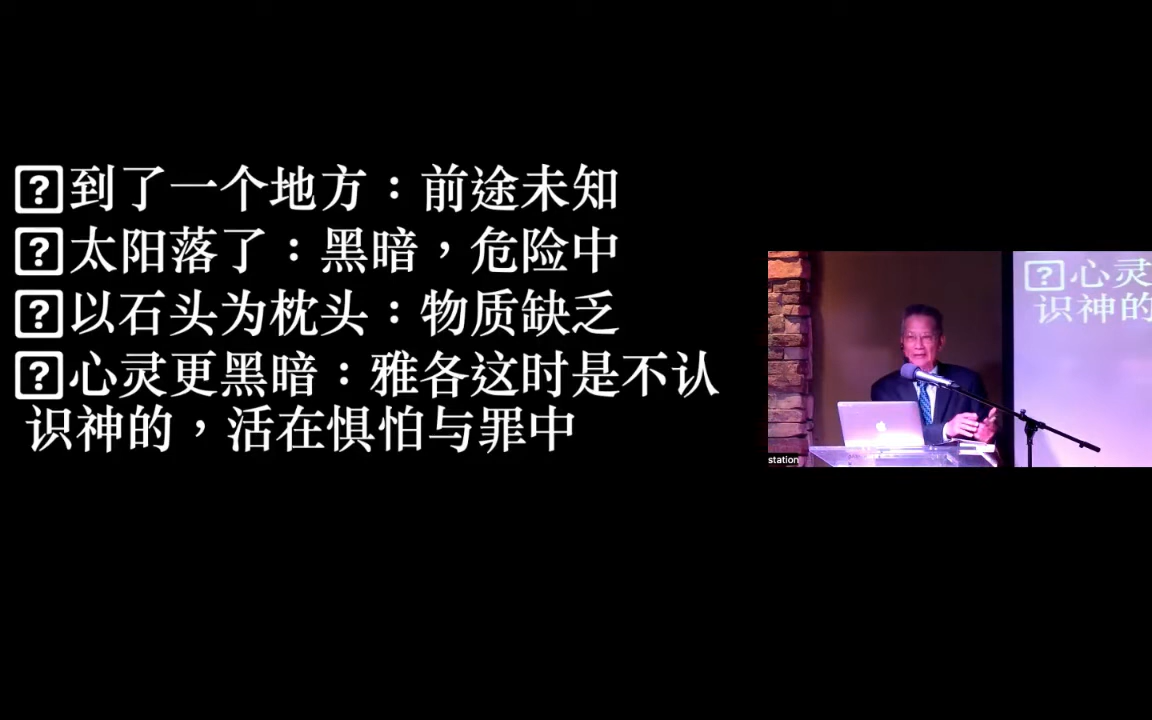 到了一个地方：前途未知
太阳落了：黑暗，危险中
以石头为枕头：物质缺乏
心灵更黑暗：雅各这时是不认
识神的，活在惧怕与罪中
心灵
识神的
station